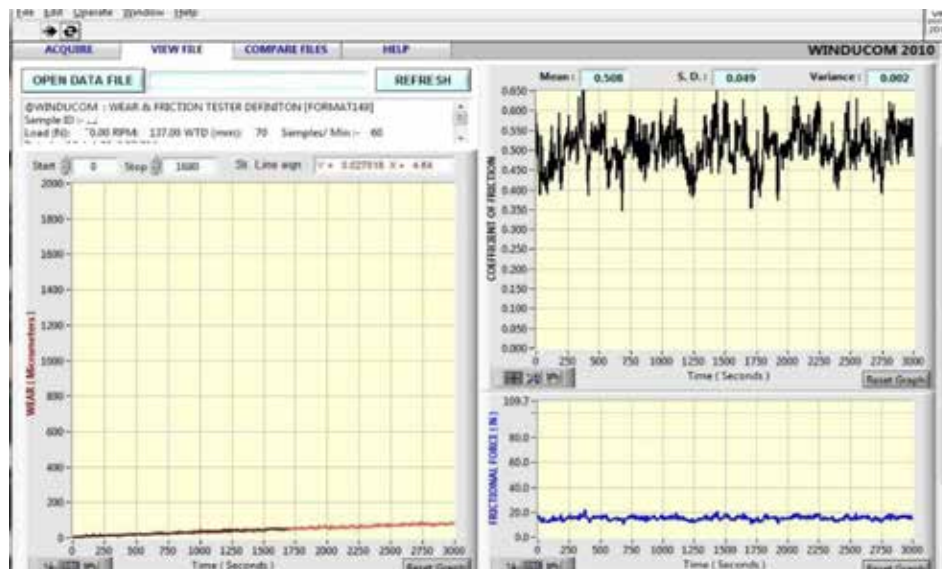 File Edit Operate Window Help
ACQUIRE VIEW FILE COMPARE FILES HELP WINDUCOM 2010
OPEN DATA FILE REFRESH
@WINDUCOM : WEAR & FRICTION TESTER DEFINITON [FORMAT149]
Sample ID :-
Load (N): 0.00 RPM: 137.00 WTD (mm): 70 Samples/ Min :- 60
Start 0 Stop 1680 St. Line eqn
WEAR ( Micrometers )
2000
1800
1600
1400
1200
1000
800
600
400
200
0
0 250 500 750 1000 1250 1500 1750 2000 2250 2500 2750 3000
Time ( Seconds ) Reset Graph
Mean : 0.508 S. D. : 0.049 Variance : 0.002
COEFFICIENT OF FRICTION
0.650
0.600
0.550
0.500
0.450
0.400
0.350
0.300
0.250
0.200
0.150
0.100
0.050
0.000
0 250 500 750 1000 1250 1500 1750 2000 2250 2500 2750 3000
Time ( Seconds ) Reset Graph
FRICTIONAL FORCE ( N )
109.7
80.0
60.0
40.0
20.0
0.0
0 250 500 750 1000 1250 1500 1750 2000 2250 2500 2750 3000
Time ( Seconds ) Reset Graph